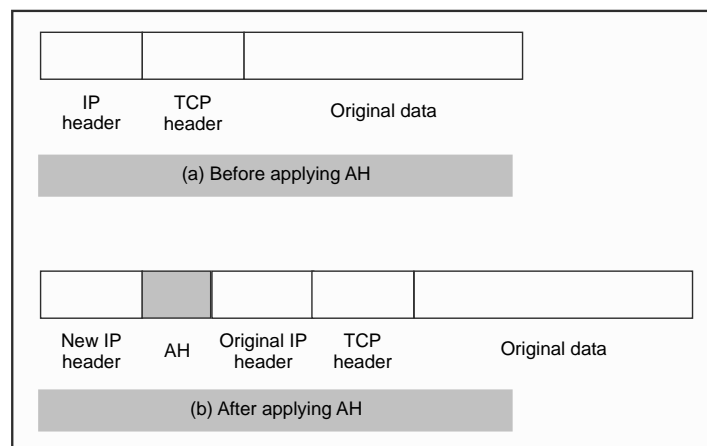 IP header
TCP header
Original data
(a) Before applying AH
New IP header
AH
Original IP header
TCP header
Original data
(b) After applying AH